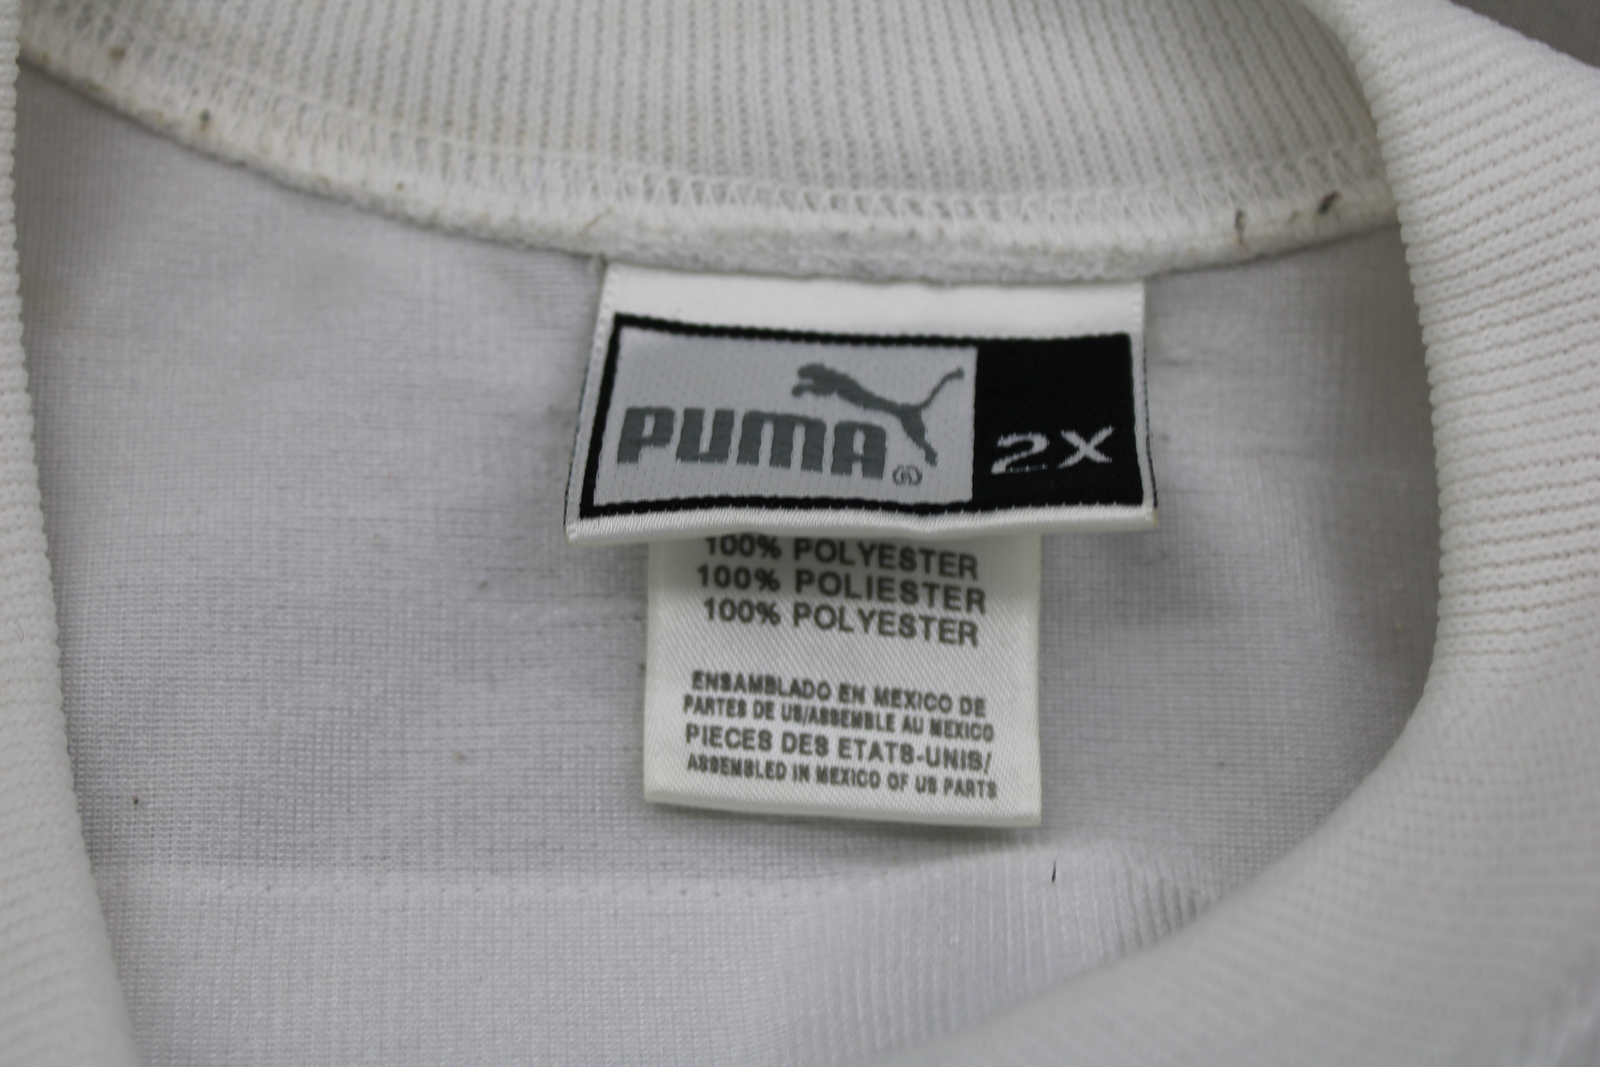 PUMA ® 2X
100% POLYESTER
100% POLIESTER
100% POLYESTER
ENSAMBLADO EN MEXICO DE
PARTES DE US/ASSEMBLE AU MEXICO
PIECES DES ETATS-UNIS/
ASSEMBLED IN MEXICO OF US PARTS